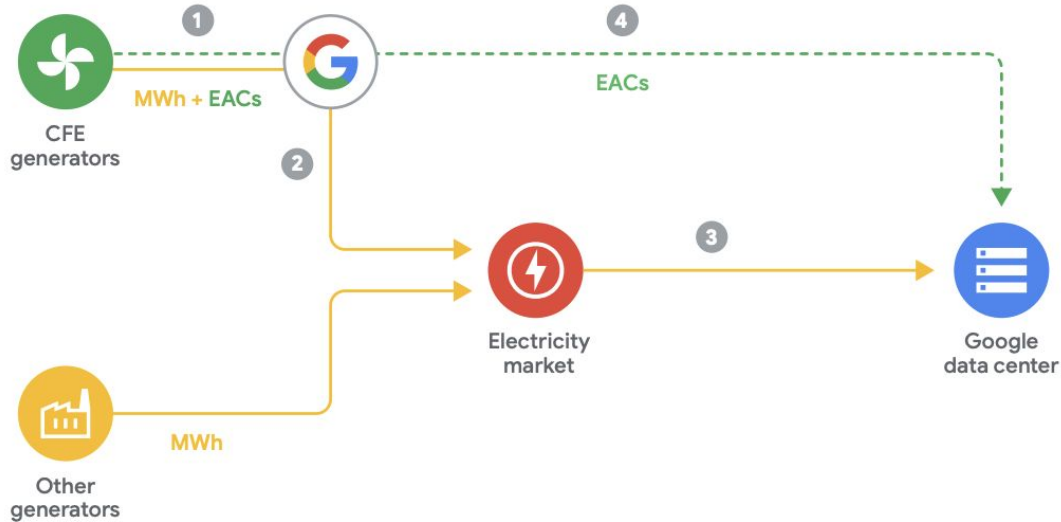 1
4
MWh + EACs
EACs
CFE
generators
2
3
Electricity
market
Google
data center
MWh
Other
generators